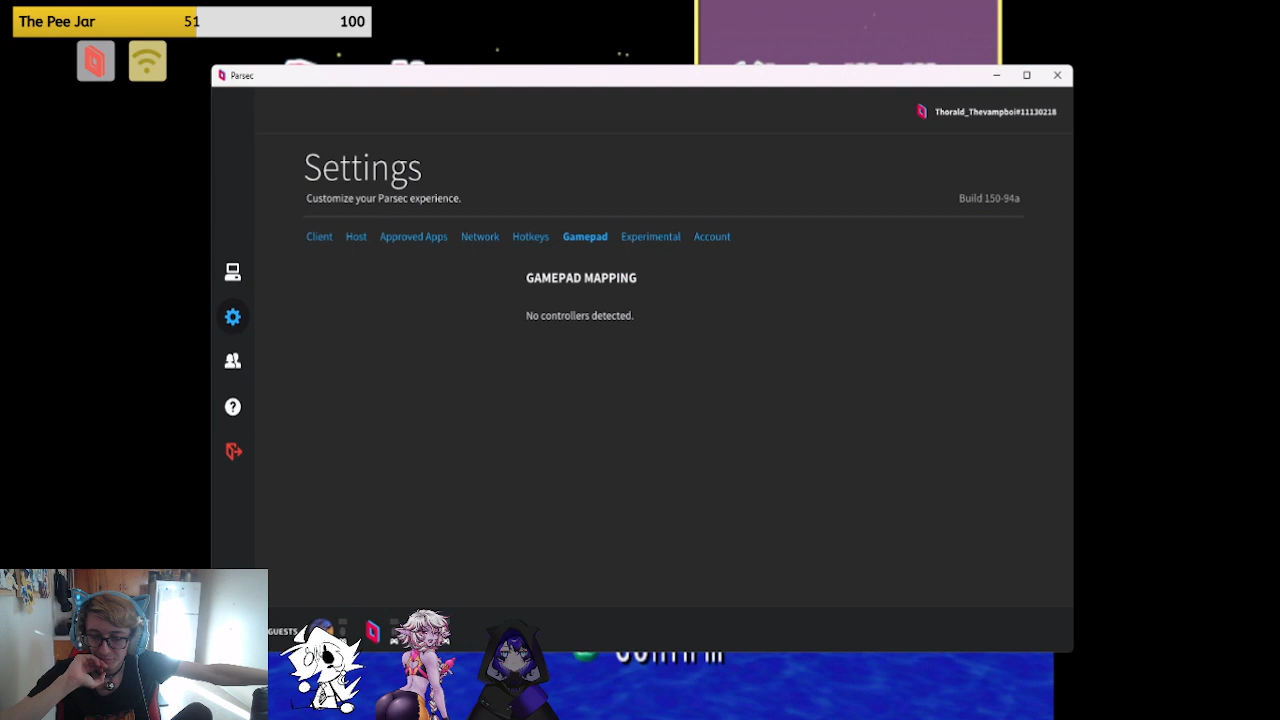 The Pee Jar 51 100
Parsec
Thorald_Thevampboi#11130218
Settings
Customize your Parsec experience.
Build 150-94a
Client Host Approved Apps Network Hotkeys Gamepad Experimental Account
GAMEPAD MAPPING
No controllers detected.
GUESTS